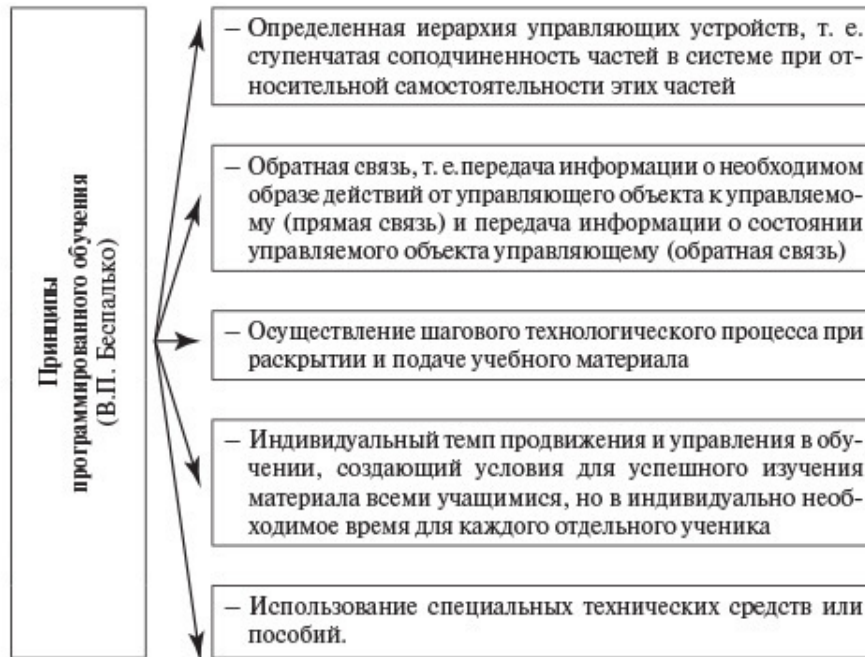 Принципы
программированного обучения
(В.П. Беспалько)
– Определенная иерархия управляющих устройств, т. е.
ступенчатая соподчиненность частей в системе при от-
носительной самостоятельности этих частей
– Обратная связь, т. е. передача информации о необходимом
образе действий от управляющего объекта к управляемо-
му (прямая связь) и передача информации о состоянии
управляемого объекта управляющему (обратная связь)
– Осуществление шагового технологического процесса при
раскрытии и подаче учебного материала
– Индивидуальный темп продвижения и управления в обу-
чении, создающий условия для успешного изучения
материала всеми учащимися, но в индивидуально необ-
ходимое время для каждого отдельного ученика
– Использование специальных технических средств или
пособий.